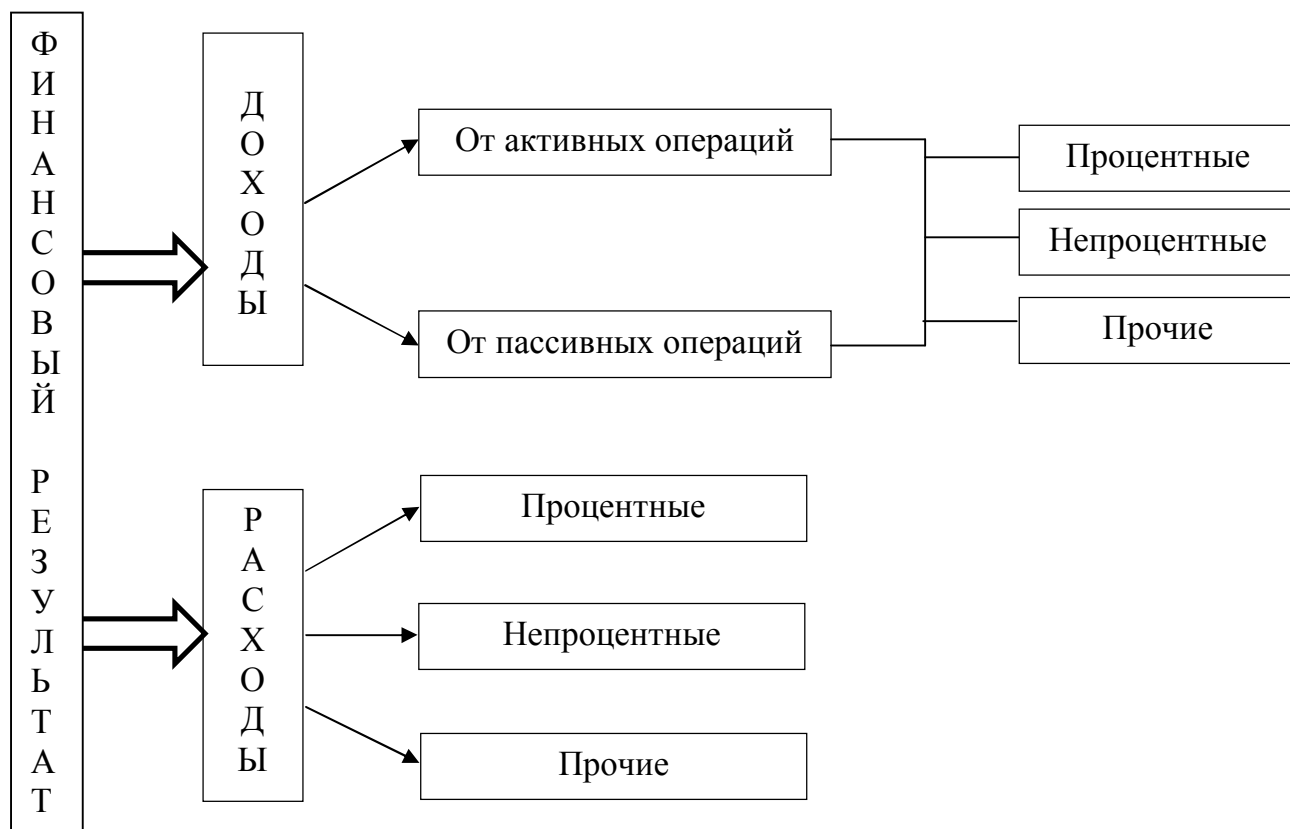 ФИНАНСОВЫЙ РЕЗУЛЬТАТ
ДОХОДЫ
От активных операций
От пассивных операций
Процентные
Непроцентные
Прочие
РАСХОДЫ
Процентные
Непроцентные
Прочие